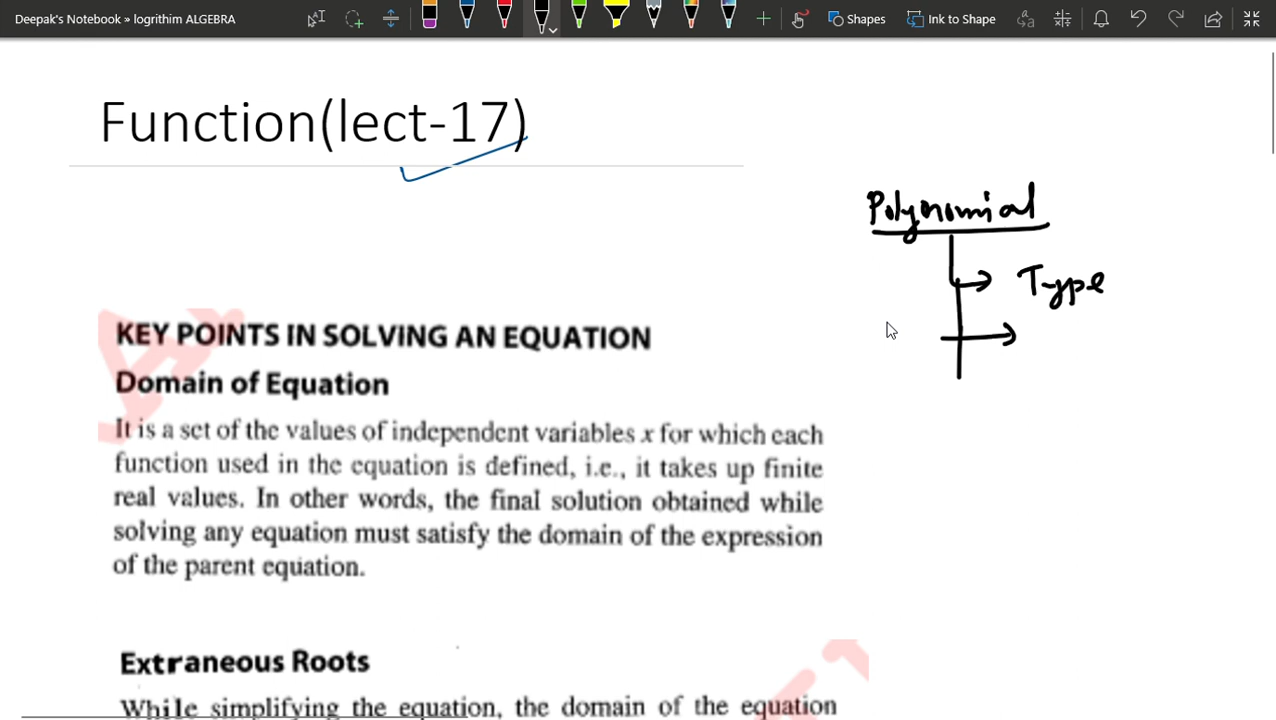 Deepak's Notebook » logrithim ALGEBRA
Shapes
Ink to Shape
Function(lect-17)
Polynomial
Type
KEY POINTS IN SOLVING AN EQUATION
Domain of Equation
It is a set of the values of independent variables x for which each
function used in the equation is defined, i.e., it takes up finite
real values. In other words, the final solution obtained while
solving any equation must satisfy the domain of the expression
of the parent equation.
Extraneous Roots
While simplifying the equation, the domain of the equation